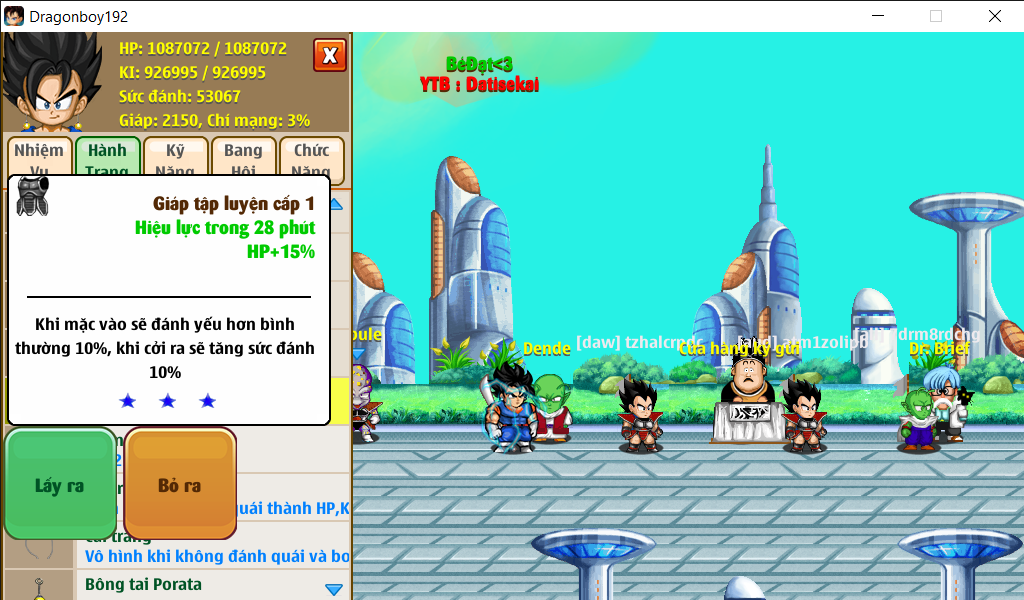 Dragonboy192
HP: 1087072 / 1087072
KI: 926995 / 926995
Sức đánh: 53067
Giáp: 2150, Chí mạng: 3%
X
Nhiệm Vụ
Hành Trang
Kỹ Năng
Bang Hội
Chức Năng
Giáp tập luyện cấp 1
Hiệu lực trong 28 phút
HP+15%
Khi mặc vào sẽ đánh yếu hơn bình
thường 10%, khi cởi ra sẽ tăng sức đánh
10%
Lấy ra
Bỏ ra
quái thành HP,K
Cải trang
Vô hình khi không đánh quái và bo
Bông tai Porata
BéĐạt<3
YTB : Datisekai
Dende
[daw]
Cửa hàng ký gửi
Dr. Brief